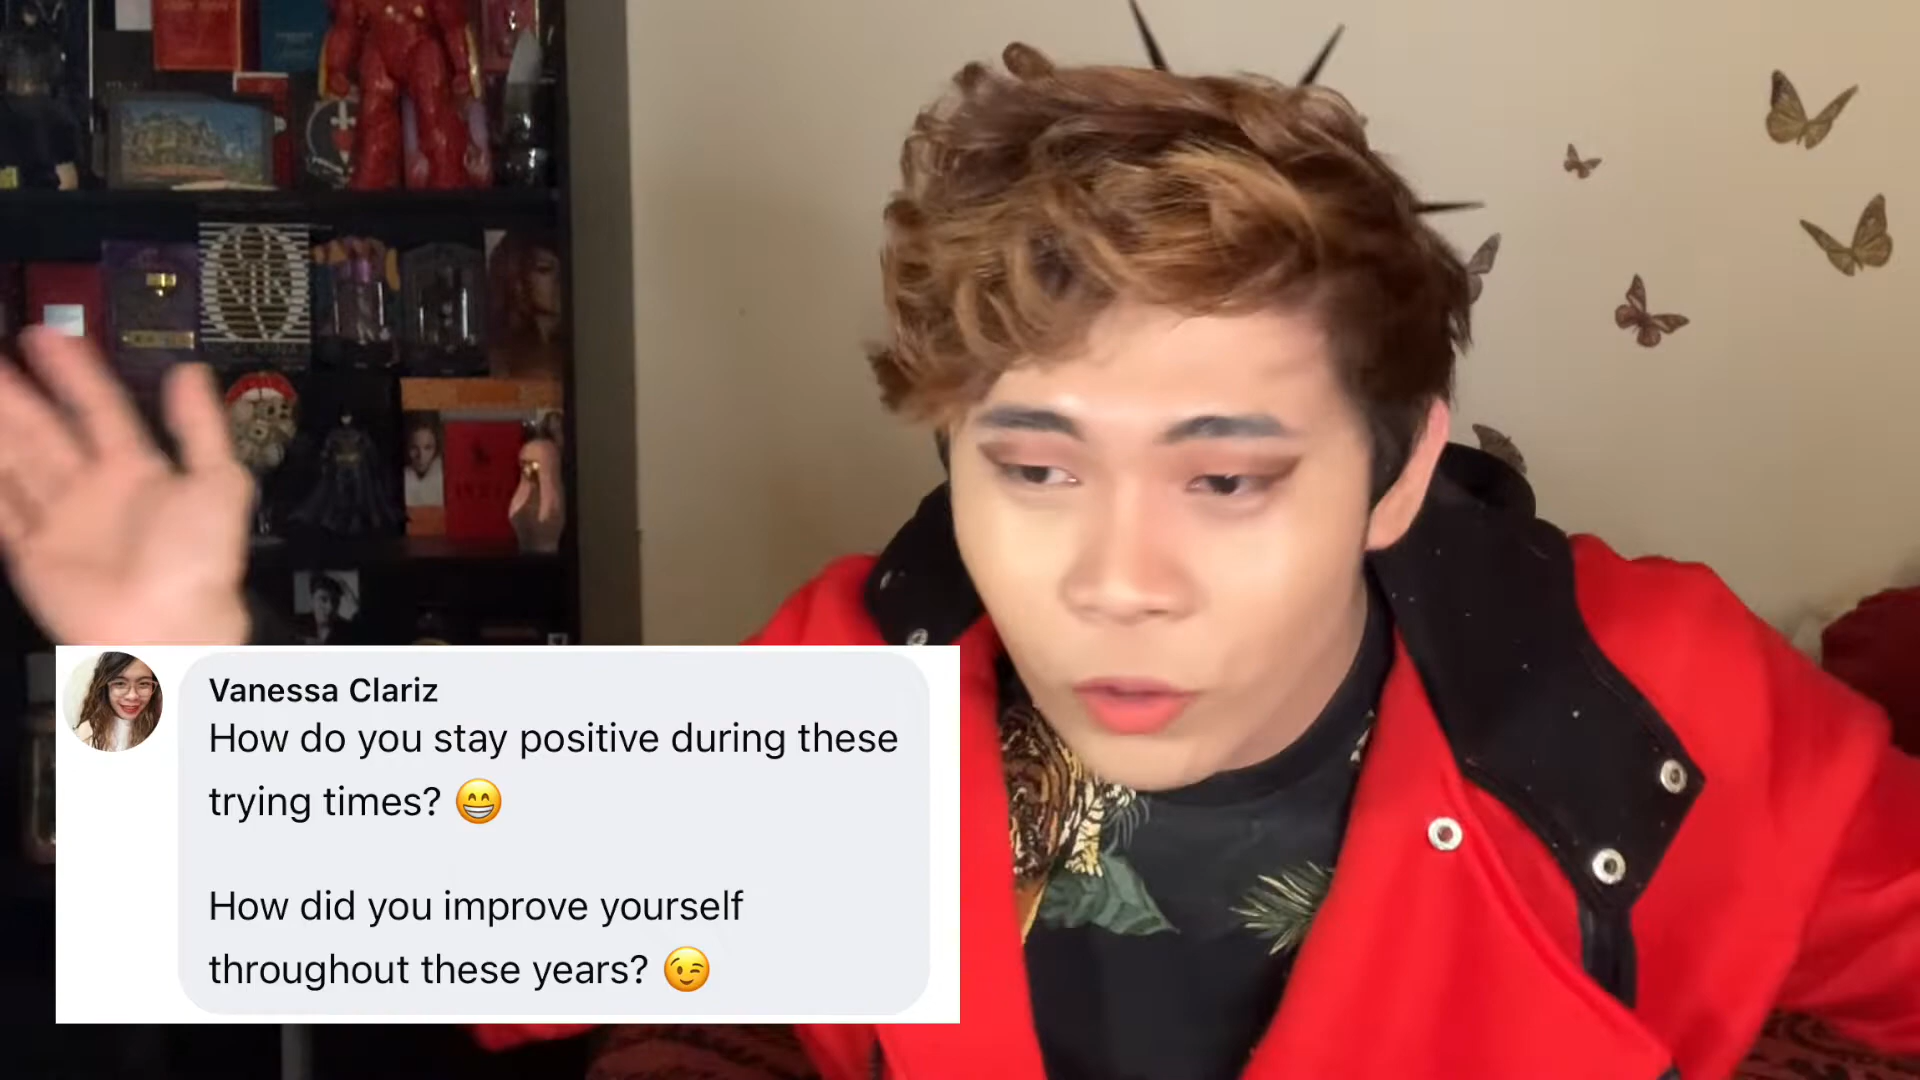 Vanessa Clariz
How do you stay positive during these
trying times? 😁
How did you improve yourself
throughout these years? 😉